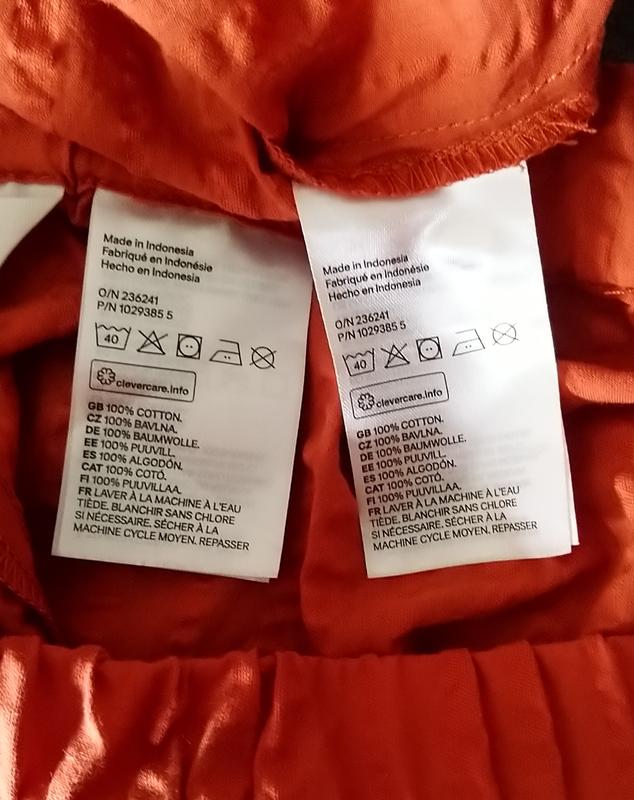 Made in Indonesia
Fabriqué en Indonésie
Hecho en Indonesia
O/N 236241
P/N 1029385 5
40
clevercare.info
GB 100% COTTON.
CZ 100% BAVLNA.
DE 100% BAUMWOLLE.
EE 100% PUUVILL.
ES 100% ALGODÓN.
CAT 100% COTÓ.
FI 100% PUUVILLAA.
FR LAVER À LA MACHINE À L'EAU
TIÈDE. BLANCHIR SANS CHLORE
SI NÉCESSAIRE. SÉCHER À LA
MACHINE CYCLE MOYEN. REPASSER
Made in Indonesia
Fabriqué en Indonésie
Hecho en Indonesia
O/N 236241
P/N 1029385 5
40
clevercare.info
GB 100% COTTON.
CZ 100% BAVLNA.
DE 100% BAUMWOLLE.
EE 100% PUUVILL.
ES 100% ALGODÓN.
CAT 100% COTÓ.
FI 100% PUUVILLAA.
FR LAVER À LA MACHINE À L'EAU
TIÈDE. BLANCHIR SANS CHLORE
SI NÉCESSAIRE. SÉCHER À LA
MACHINE CYCLE MOYEN. REPASSER